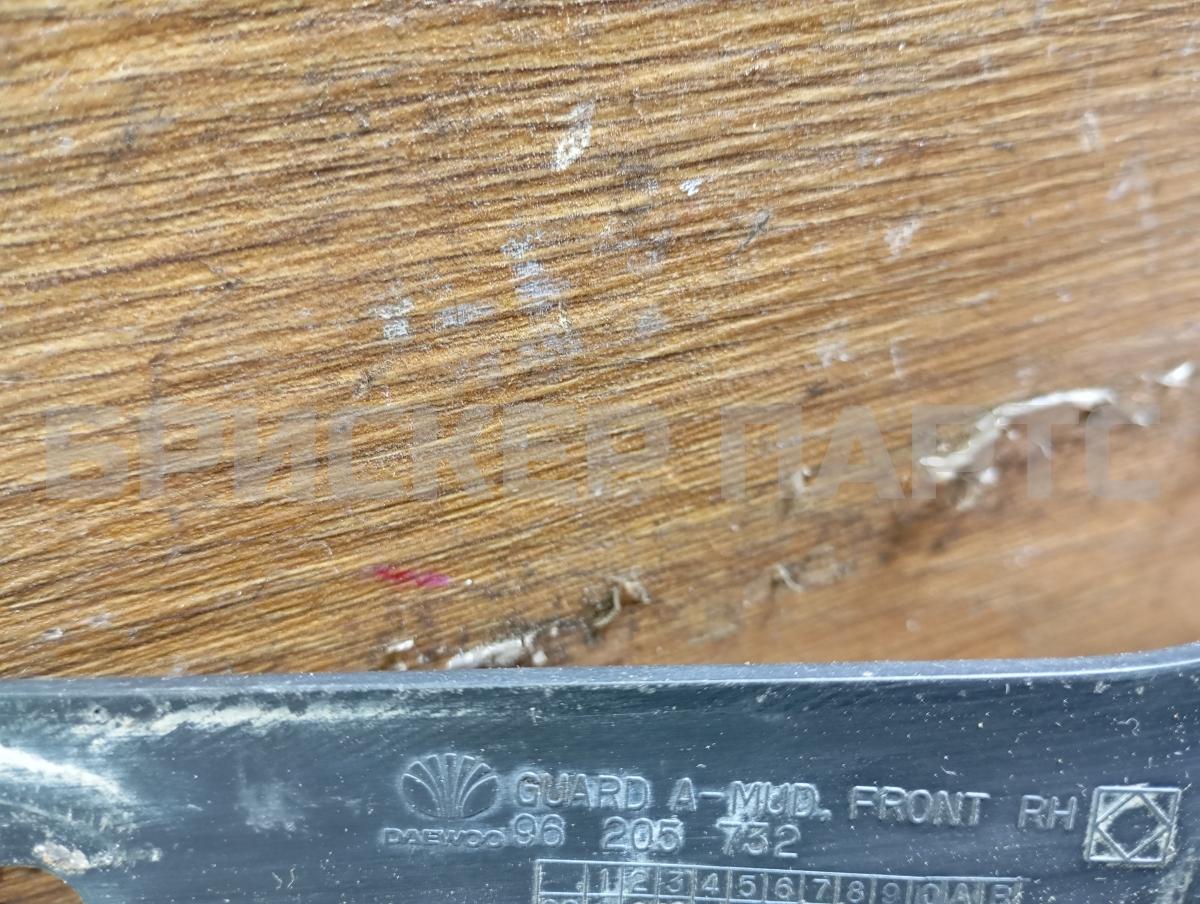 БРИСКЕР ПАРТС
GUARD A-MUD. FRONT RH
DAEWOO 96 205 732
. 1 2 3 4 5 6 7 8 9 0 A B